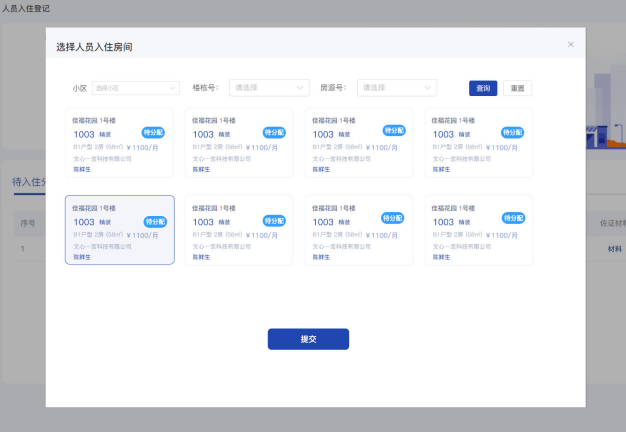 人员入住登记
选择人员入住房间
×
小区 选择小区 楼栋号: 请选择 房源号: 请选择 查询 重置
佳福花园 1号楼 佳福花园 1号楼 佳福花园 1号楼 佳福花园 1号楼
1003 精装 待分配 1003 精装 待分配 1003 精装 待分配 1003 精装 待分配
B1户型 2房 (68㎡) ¥1100/月 B1户型 2房 (68㎡) ¥1100/月 B1户型 2房 (68㎡) ¥1100/月 B1户型 2房 (68㎡) ¥1100/月
文心一言科技有限公司 文心一言科技有限公司 文心一言科技有限公司 文心一言科技有限公司
陈鲜生 陈鲜生 陈鲜生 陈鲜生
待入住
佳福花园 1号楼 佳福花园 1号楼 佳福花园 1号楼 佳福花园 1号楼
1003 精装 待分配 1003 精装 待分配 1003 精装 待分配 1003 精装 待分配
序号 佐证材料
B1户型 2房 (68㎡) ¥1100/月 B1户型 2房 (68㎡) ¥1100/月 B1户型 2房 (68㎡) ¥1100/月 B1户型 2房 (68㎡) ¥1100/月
文心一言科技有限公司 文心一言科技有限公司 文心一言科技有限公司 文心一言科技有限公司
1 材料
陈鲜生 陈鲜生 陈鲜生 陈鲜生
提交